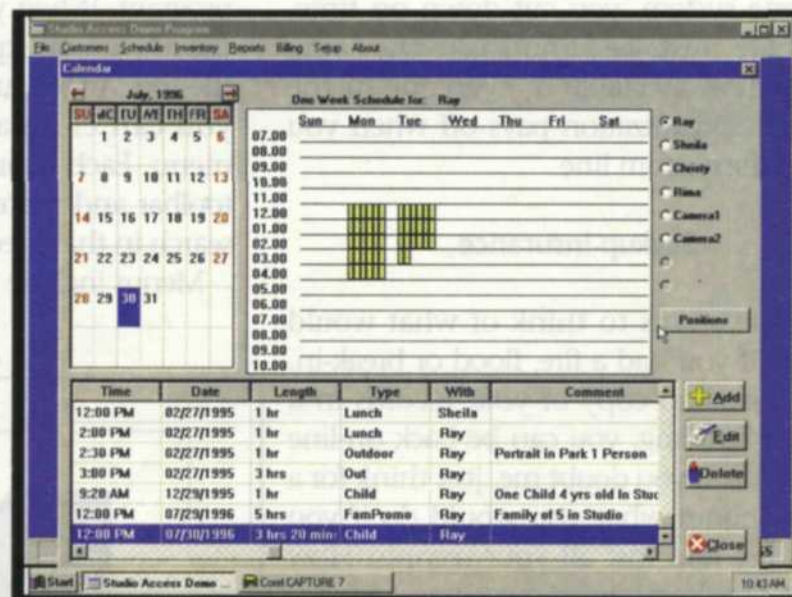 Studio Access Demo Program
File Customers Schedule Inventory Reports Billing Setup About
Calendar
July, 1996
SU MO TU WE TH FR SA
1 2 3 4 5 6
7 8 9 10 11 12 13
14 15 16 17 18 19 20
21 22 23 24 25 26 27
28 29 30 31
One Week Schedule for: Ray
Sun Mon Tue Wed Thu Fri Sat
07.00
08.00
09.00
10.00
11.00
12.00
01.00
02.00
03.00
04.00
05.00
06.00
07.00
08.00
09.00
10.00
Ray
Sheila
Christy
Rima
Camera1
Camera2
Positions
Time Date Length Type With Comment
12:00 PM 02/27/1995 1 hr Lunch Sheila
2:00 PM 02/27/1995 1 hr Lunch Ray
2:30 PM 02/27/1995 1 hr Outdoor Ray Portrait in Park 1 Person
3:00 PM 02/27/1995 3 hrs Out Ray
9:20 AM 12/29/1995 1 hr Child Ray One Child 4 yrs old In Stud
12:00 PM 07/29/1996 5 hrs FamPromo Ray Family of 5 in Studio
12:00 PM 07/30/1996 3 hrs 20 min: Child Ray
Add
Edit
Delete
Close
Start Studio Access Demo ... Corel CAPTURE 7 10:43 AM